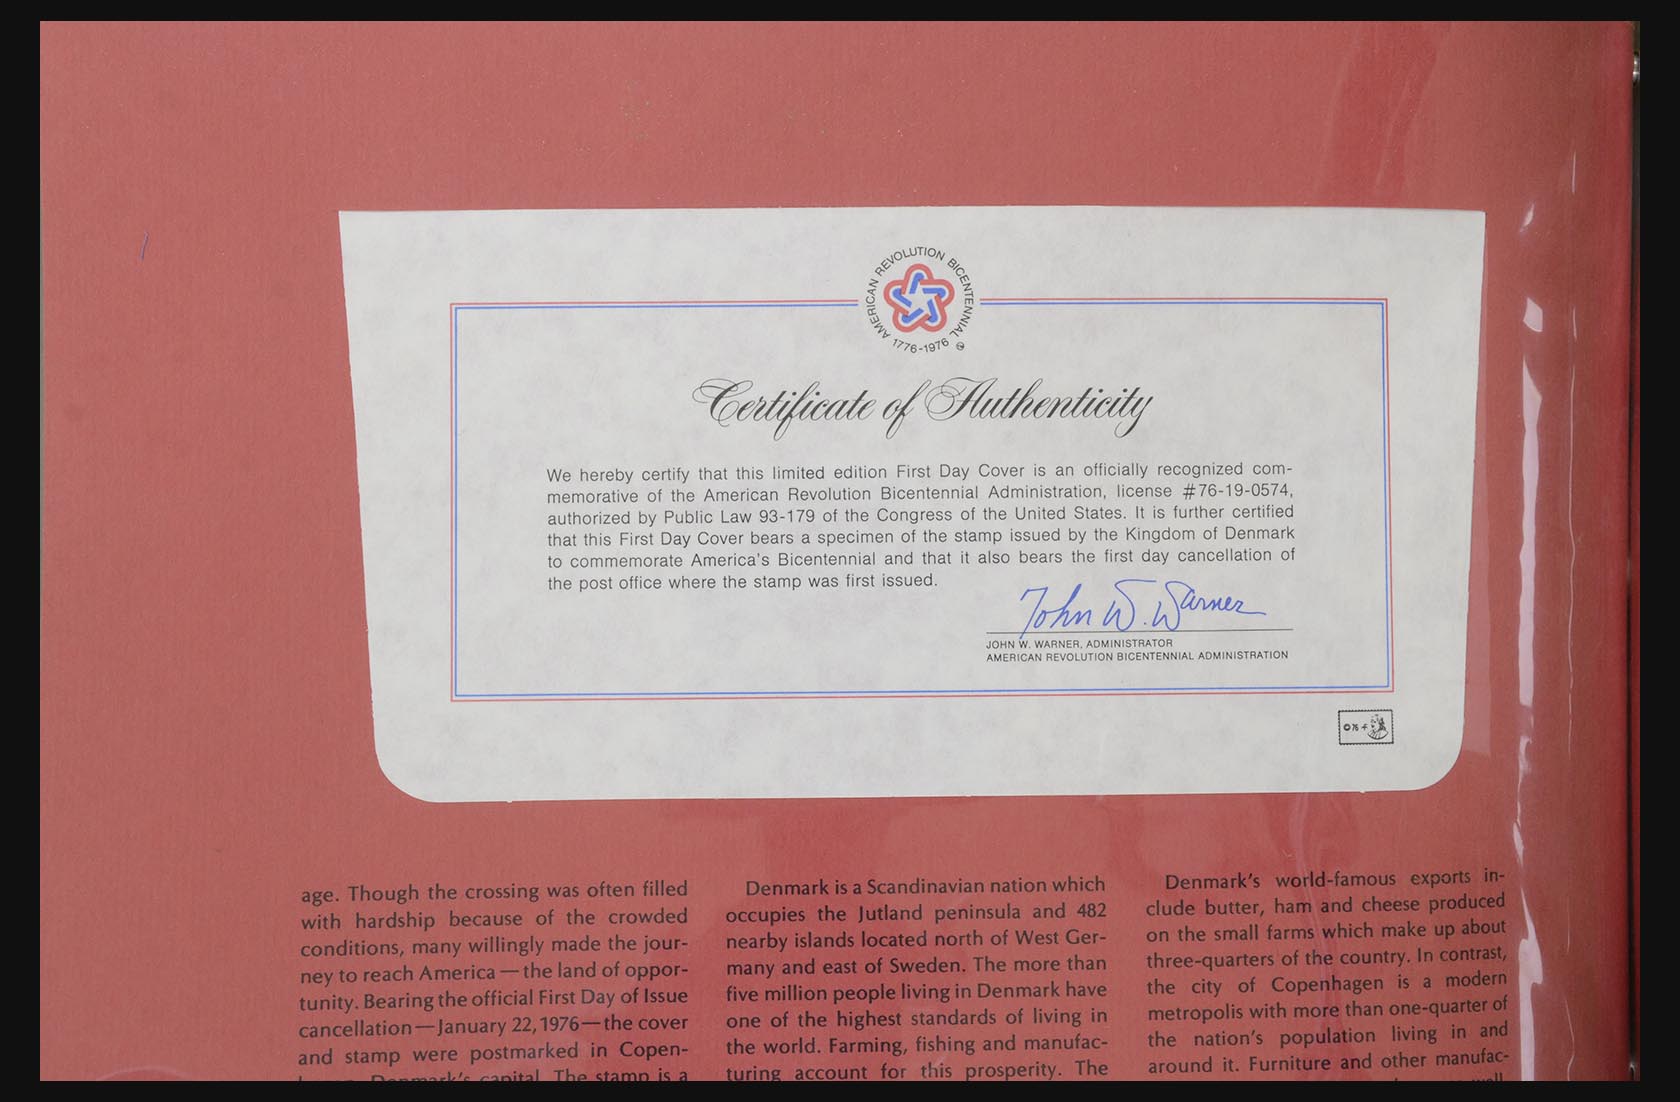 AMERICAN REVOLUTION BICENTENNIAL
1776-1976
Certificate of Authenticity
We hereby certify that this limited edition First Day Cover is an officially recognized com-
memorative of the American Revolution Bicentennial Administration, license #76-19-0574,
authorized by Public Law 93-179 of the Congress of the United States. It is further certified
that this First Day Cover bears a specimen of the stamp issued by the Kingdom of Denmark
to commemorate America's Bicentennial and that it also bears the first day cancellation of
the post office where the stamp was first issued.
John W. Warner
JOHN W. WARNER, ADMINISTRATOR
AMERICAN REVOLUTION BICENTENNIAL ADMINISTRATION
©76
age. Though the crossing was often filled
with hardship because of the crowded
conditions, many willingly made the jour-
ney to reach America — the land of oppor-
tunity. Bearing the official First Day of Issue
cancellation—January 22, 1976—the cover
and stamp were postmarked in Copen-
Denmark's capital. The stamp is a
Denmark is a Scandinavian nation which
occupies the Jutland peninsula and 482
nearby islands located north of West Ger-
many and east of Sweden. The more than
five million people living in Denmark have
one of the highest standards of living in
the world. Farming, fishing and manufac-
turing account for this prosperity. The
Denmark's world-famous exports in-
clude butter, ham and cheese produced
on the small farms which make up about
three-quarters of the country. In contrast,
the city of Copenhagen is a modern
metropolis with more than one-quarter of
the nation's population living in and
around it. Furniture and other manufac-